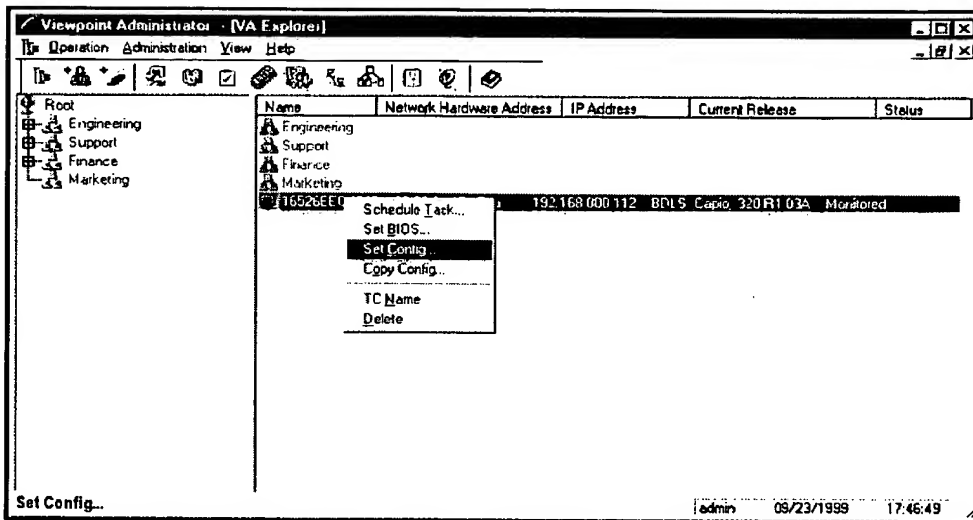 Viewpoint Administrator - [VA Explorer]
Operation Administration View Help
Root
Engineering
Support
Finance
Marketing
Name Network Hardware Address IP Address Current Release Status
Engineering
Support
Finance
Marketing
192.168.000.112 BDLS Capio, 320 R1.03A Monitored
Schedule Task...
Set BIOS...
Set Config...
Copy Config...
TC Name
Delete
Set Config...
admin 09/23/1999 17:46:49